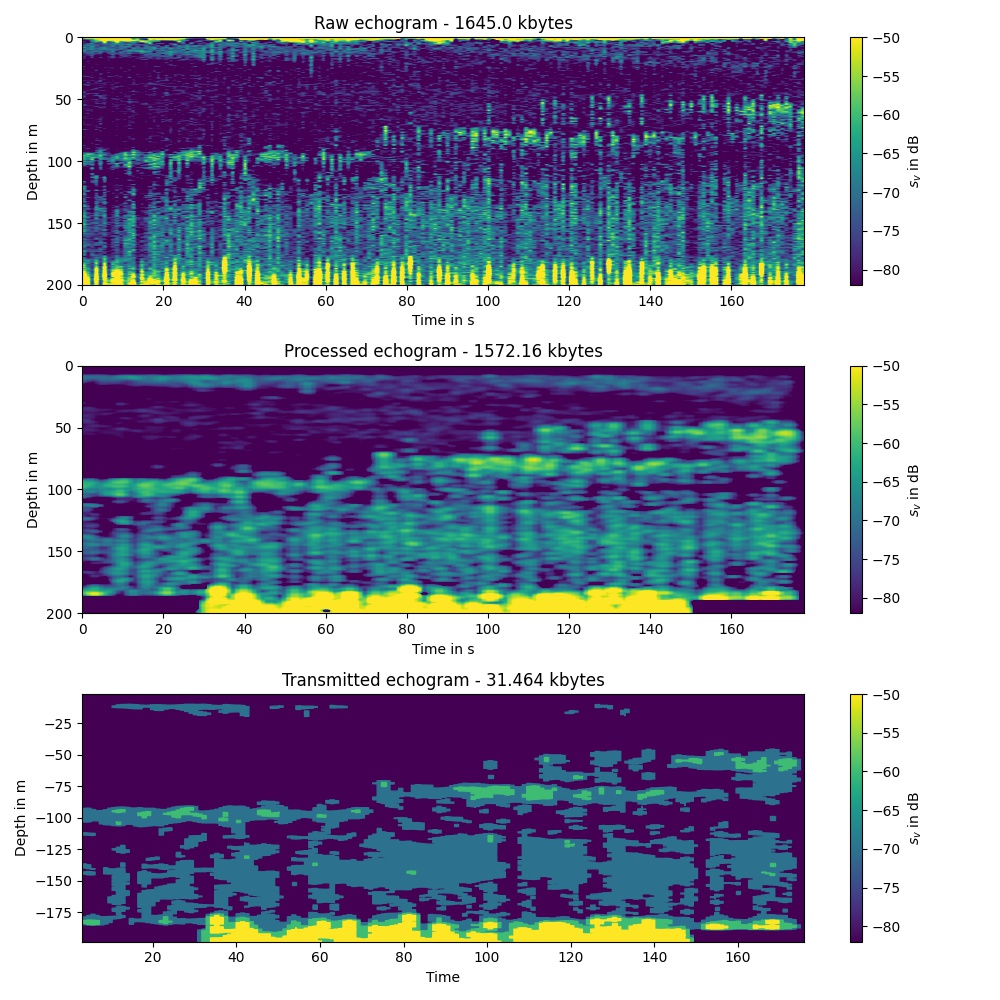 Raw echogram - 1645.0 kbytes
0
50
100
150
200
Depth in m
0 20 40 60 80 100 120 140 160
Time in s
−50
−55
−60
−65
−70
−75
−80
sv in dB
Processed echogram - 1572.16 kbytes
0
50
100
150
200
Depth in m
0 20 40 60 80 100 120 140 160
Time in s
−50
−55
−60
−65
−70
−75
−80
sv in dB
Transmitted echogram - 31.464 kbytes
−25
−50
−75
−100
−125
−150
−175
Depth in m
20 40 60 80 100 120 140 160
Time
−50
−55
−60
−65
−70
−75
−80
sv in dB